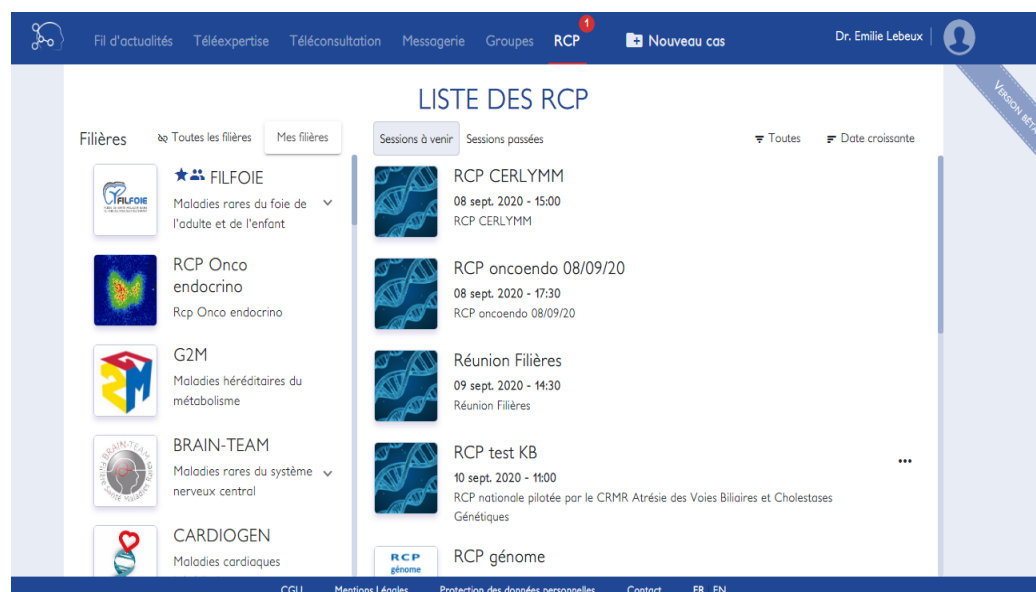 Fil d'actualités Téléexpertise Téléconsultation Messagerie Groupes RCP 1 Nouveau cas Dr. Emilie Lebeux
VERSION BÊTA
LISTE DES RCP
Filières Toutes les filières Mes filières
Sessions à venir Sessions passées Toutes Date croissante
FILFOIE
FILFOIE
Maladies rares du foie de
l'adulte et de l'enfant
RCP Onco
endocrino
Rcp Onco endocrino
G2M
Maladies héréditaires du
métabolisme
BRAIN-TEAM
BRAIN-TEAM
Maladies rares du système
nerveux central
CARDIOGEN
Maladies cardiaques
RCP CERLYMM
08 sept. 2020 - 15:00
RCP CERLYMM
RCP oncoendo 08/09/20
08 sept. 2020 - 17:30
RCP oncoendo 08/09/20
Réunion Filières
09 sept. 2020 - 14:30
Réunion Filières
RCP test KB
10 sept. 2020 - 11:00
RCP nationale pilotée par le CRMR Atrésie des Voies Biliaires et Cholestases
Génétiques
RCP
génome
RCP génome
CGU Mentions Légales Protection des données personnelles Contact FR EN